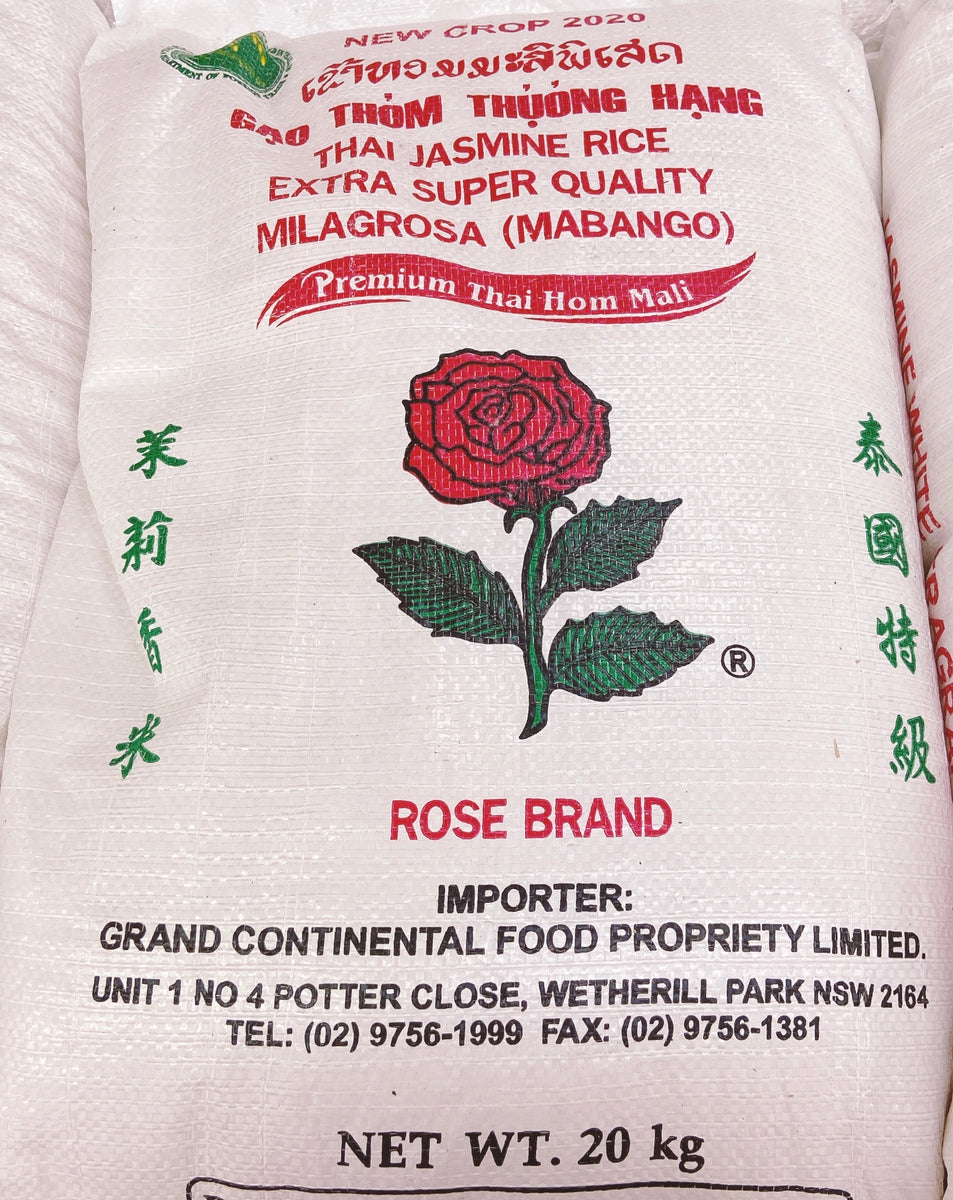 NEW CROP 2020
ເຂົ້າຫອມມະລິພິເສດ
GẠO THƠM THƯỢNG HẠNG
THAI JASMINE RICE
EXTRA SUPER QUALITY
MILAGROSA (MABANGO)
Premium Thai Hom Mali
泰國特級
茉莉香米
®
ROSE BRAND
IMPORTER:
GRAND CONTINENTAL FOOD PROPRIETY LIMITED.
UNIT 1 NO 4 POTTER CLOSE, WETHERILL PARK NSW 2164
TEL: (02) 9756-1999 FAX: (02) 9756-1381
NET WT. 20 kg
JASMINE WHITE